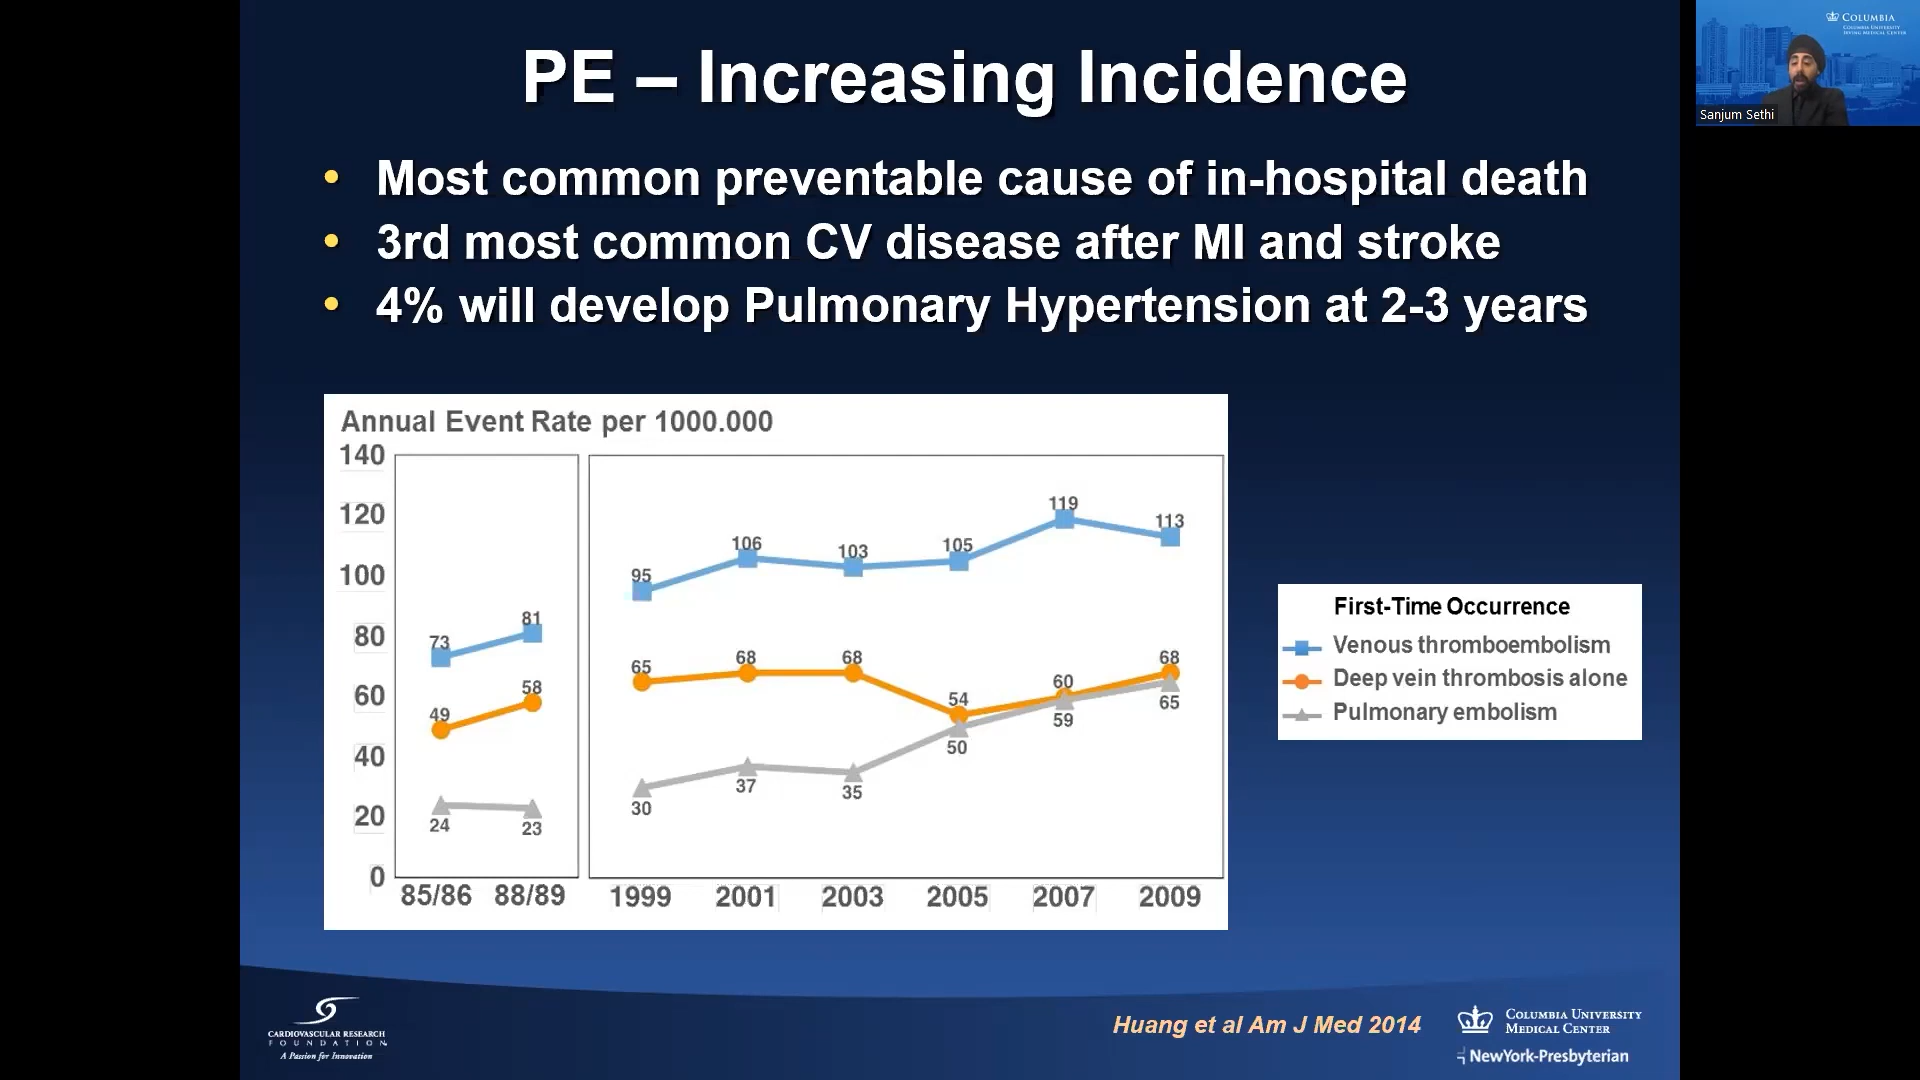 PE – Increasing Incidence
• Most common preventable cause of in-hospital death
• 3rd most common CV disease after MI and stroke
• 4% will develop Pulmonary Hypertension at 2-3 years
Annual Event Rate per 1000.000
140
120
100
80
60
40
20
0
73
81
49
58
24
23
95
106
103
105
119
113
65
68
68
54
60
68
30
37
35
50
59
65
85/86 88/89 1999 2001 2003 2005 2007 2009
First-Time Occurrence
Venous thromboembolism
Deep vein thrombosis alone
Pulmonary embolism
CARDIOVASCULAR RESEARCH
FOUNDATION
A Passion for Innovation
Huang et al Am J Med 2014
COLUMBIA UNIVERSITY
MEDICAL CENTER
NewYork-Presbyterian
COLUMBIA
COLUMBIA UNIVERSITY
IRVING MEDICAL CENTER
Sanjum Sethi